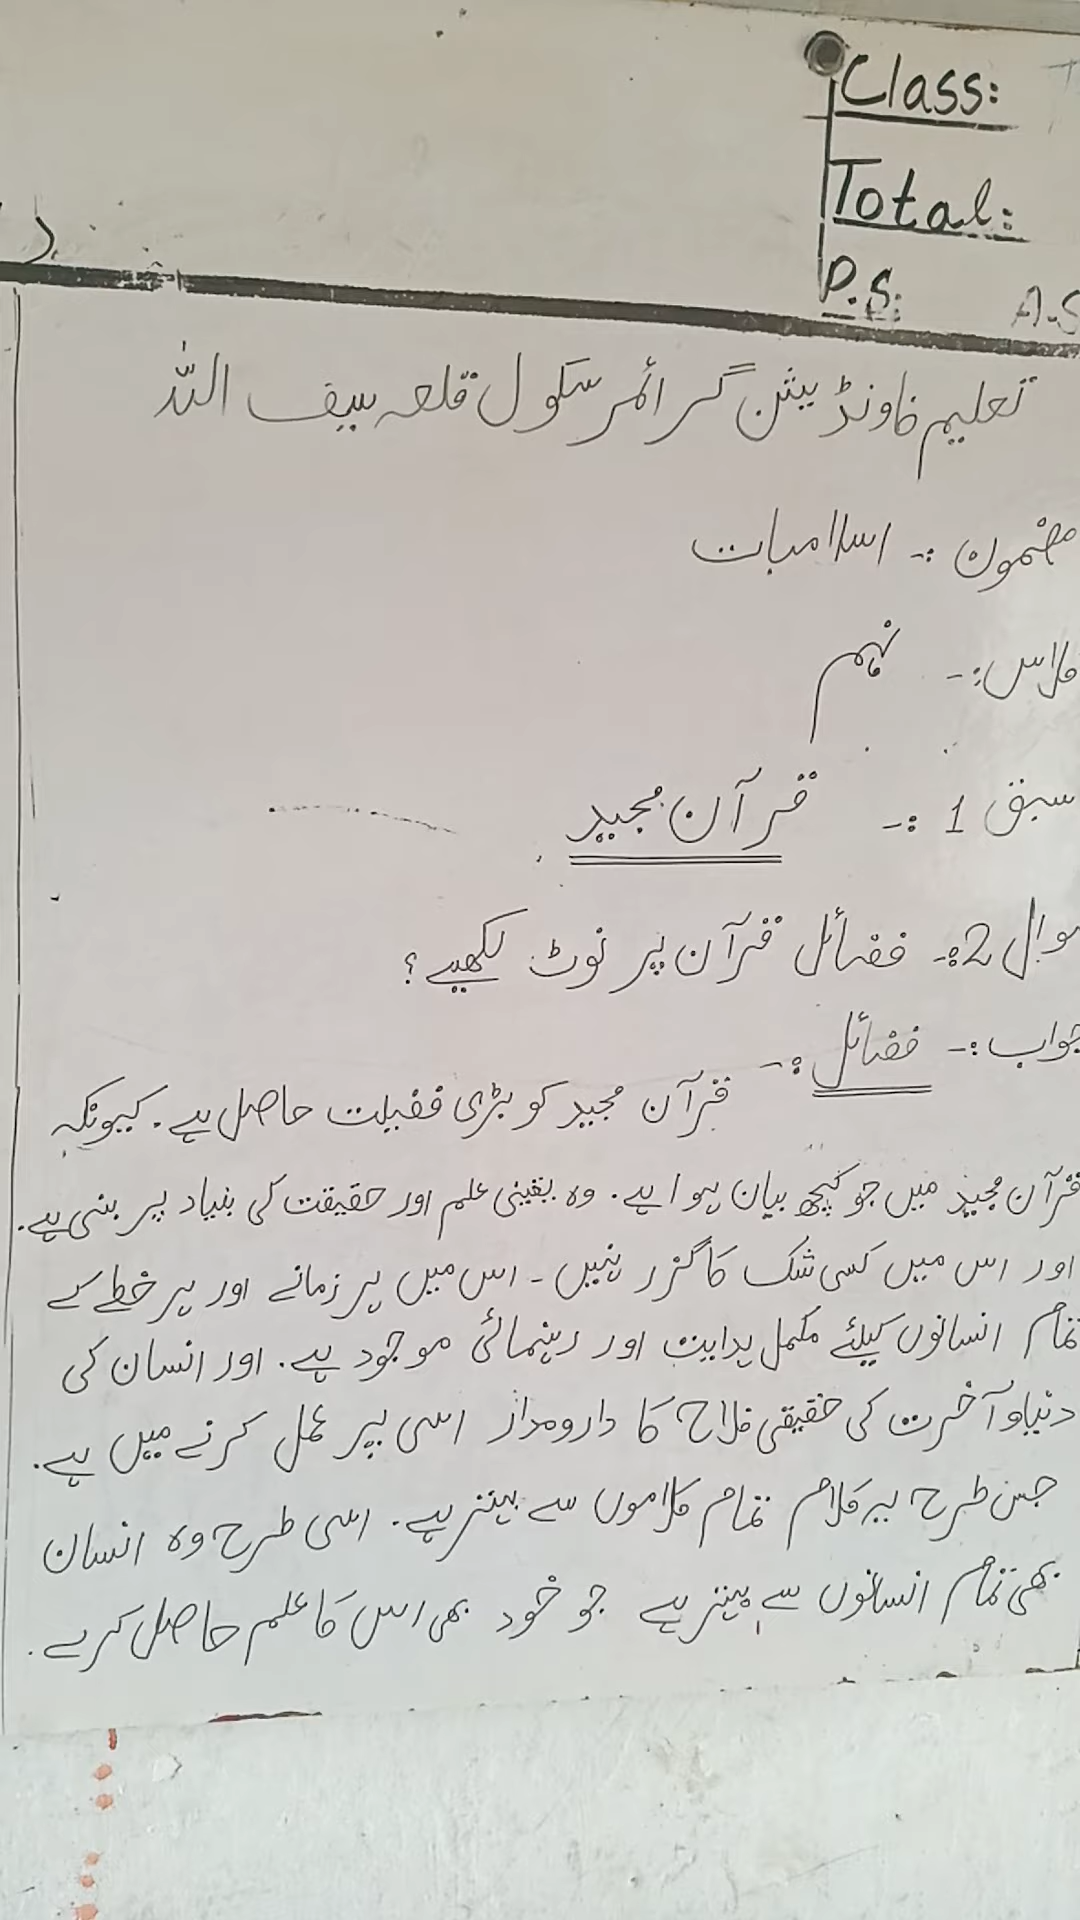 Class:
Total:
P.S: A.S
تعلیم فاونڈیشن گرائمر سکول قلعہ سیف اللہ
مضمون :- اسلامیات
کلاس :- نہم
سبق 1 :- قرآن مجید
سوال 2:- فضائل قرآن پر نوٹ لکھیے؟
جواب :- فضائل :-
قرآن مجید کو بڑی فضیلت حاصل ہے. کیونکہ
قرآن مجید میں جو کچھ بیان ہوا ہے. وہ یقینی علم اور حقیقت کی بنیاد پر بنی ہے.
اور اس میں کسی شک کا گزر نہیں - اس میں ہر زمانے اور ہر خطے کے
تمام انسانوں کیلئے مکمل ہدایت اور رہنمائی موجود ہے. اور انسان کی
دنیا و آخرت کی حقیقی فلاح کا دارومدار اسی پر عمل کرنے میں ہے.
جس طرح یہ کلام تمام کلاموں سے بہتر ہے. اسی طرح وہ انسان
بھی تمام انسانوں سے بہتر ہے جو خود بھی اس کا علم حاصل کرے.